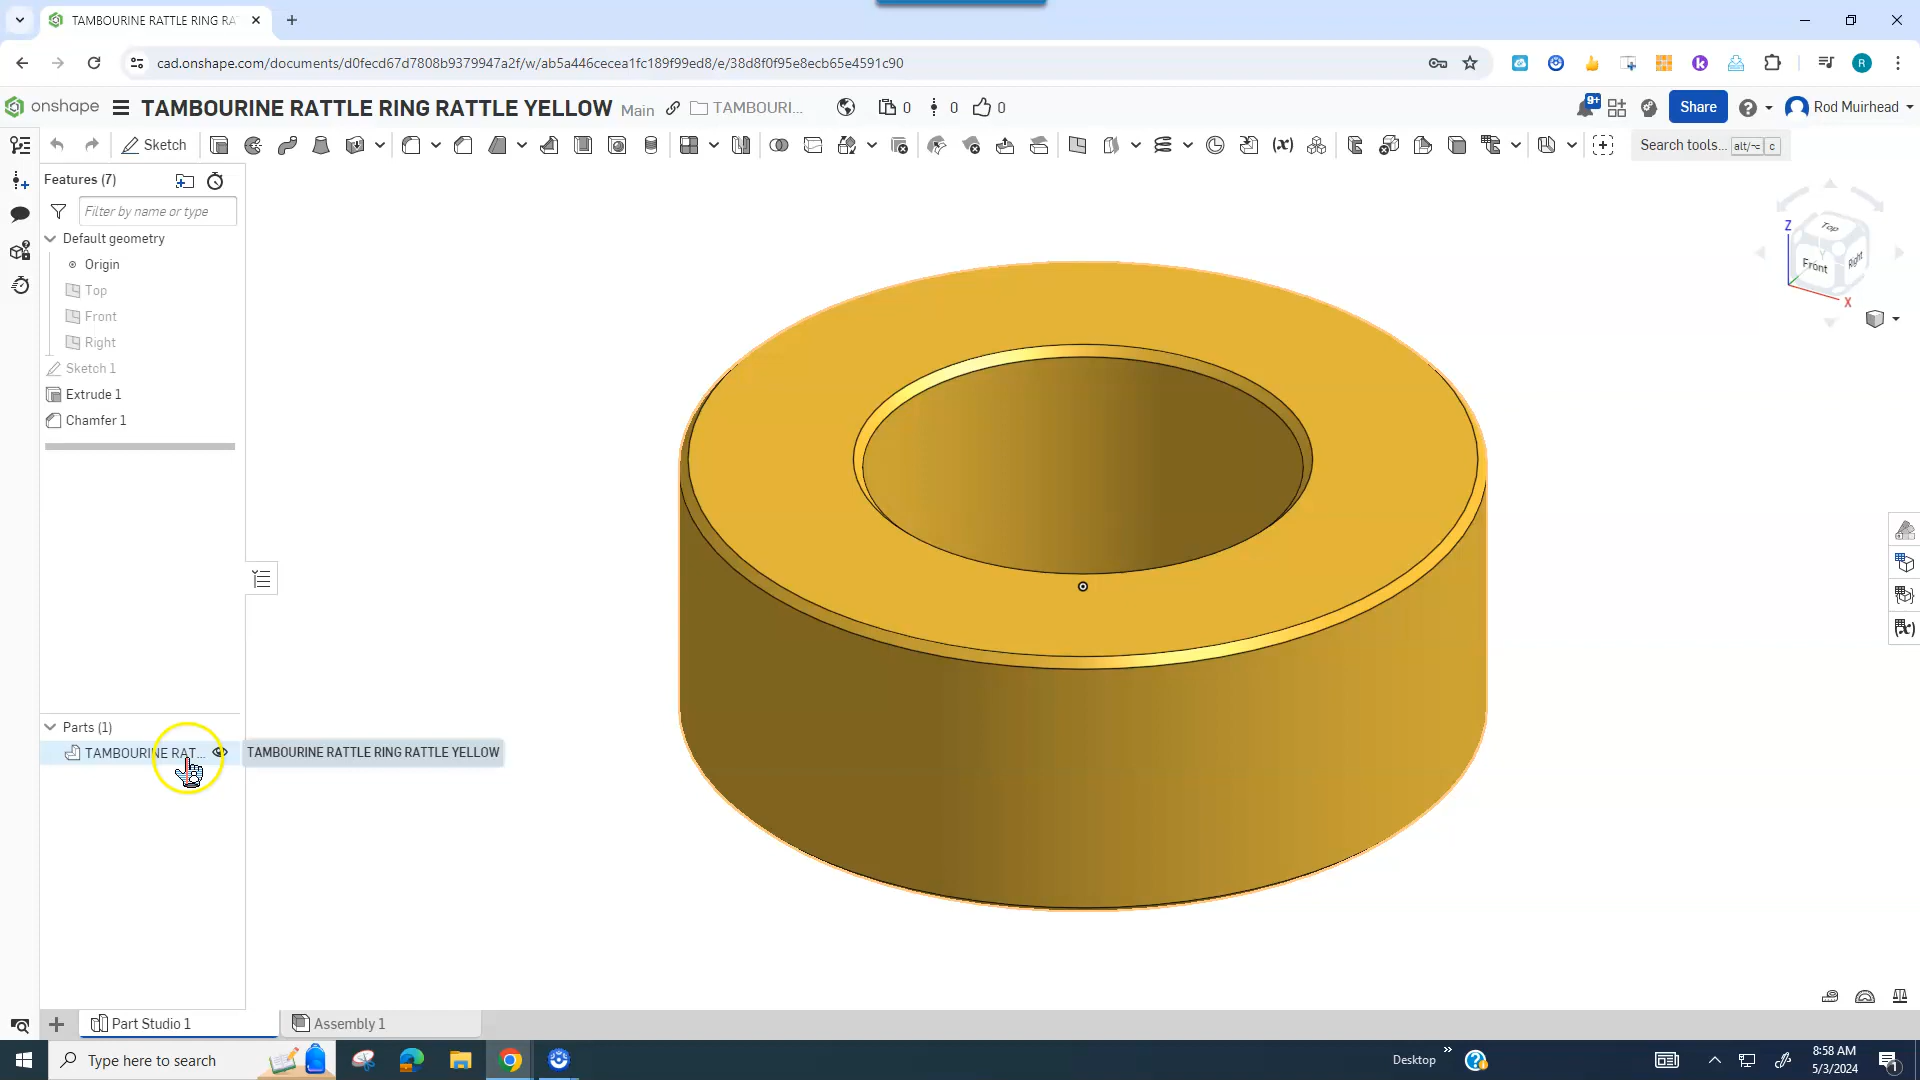 TAMBOURINE RATTLE RING RA
cad.onshape.com/documents/d0fecd67d7808b9379947a2f/w/ab5a446cecea1fc189f99ed8/e/38d8f0f95e8ecb65e4591c90
R
onshape TAMBOURINE RATTLE RING RATTLE YELLOW Main TAMBOURI... 0 0 0 9+ Share Rod Muirhead
Sketch (x) Search tools... alt/⌥ c
Features (7)
Filter by name or type
Default geometry
Origin
Top
Front
Right
Sketch 1
Extrude 1
Chamfer 1
Z
Top
Front
Right
Y
X
(x)
Parts (1)
TAMBOURINE RAT... TAMBOURINE RATTLE RING RATTLE YELLOW
Part Studio 1 Assembly 1
Type here to search
Desktop
8:58 AM
5/3/2024
1